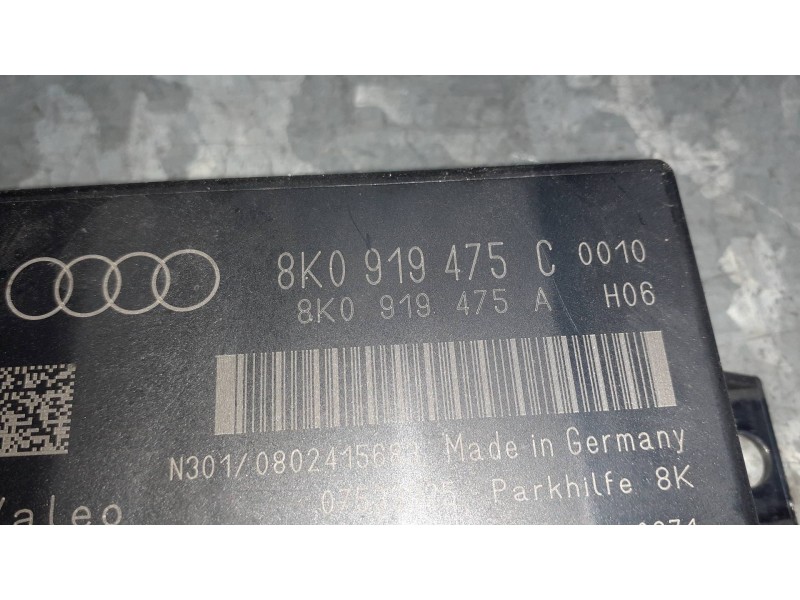 8K0 919 475 C 0010
8K0 919 475 A H06
Made in Germany
Parkhilfe 8K
Valeo